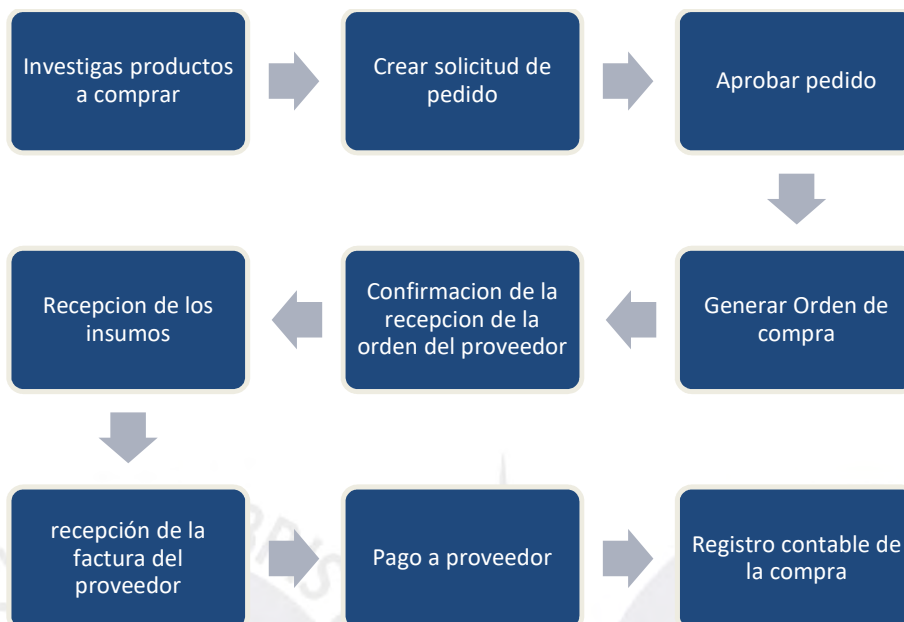 Investigas productos
a comprar
Crear solicitud de
pedido
Aprobar pedido
Generar Orden de
compra
Confirmacion de la
recepcion de la
orden del proveedor
Recepcion de los
insumos
recepción de la
factura del
proveedor
Pago a proveedor
Registro contable de
la compra